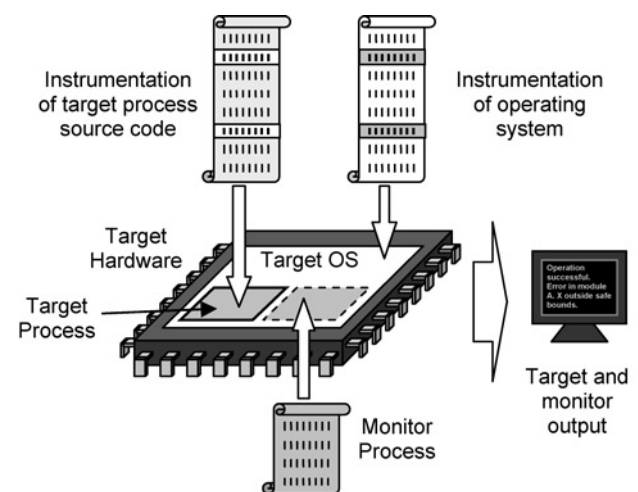 Instrumentation
of target process
source code
Instrumentation
of operating
system
Target
Hardware
Target OS
Target
Process
Operation
successful.
Error in module
A. X outside safe
bounds.
Target and
monitor
output
Monitor
Process